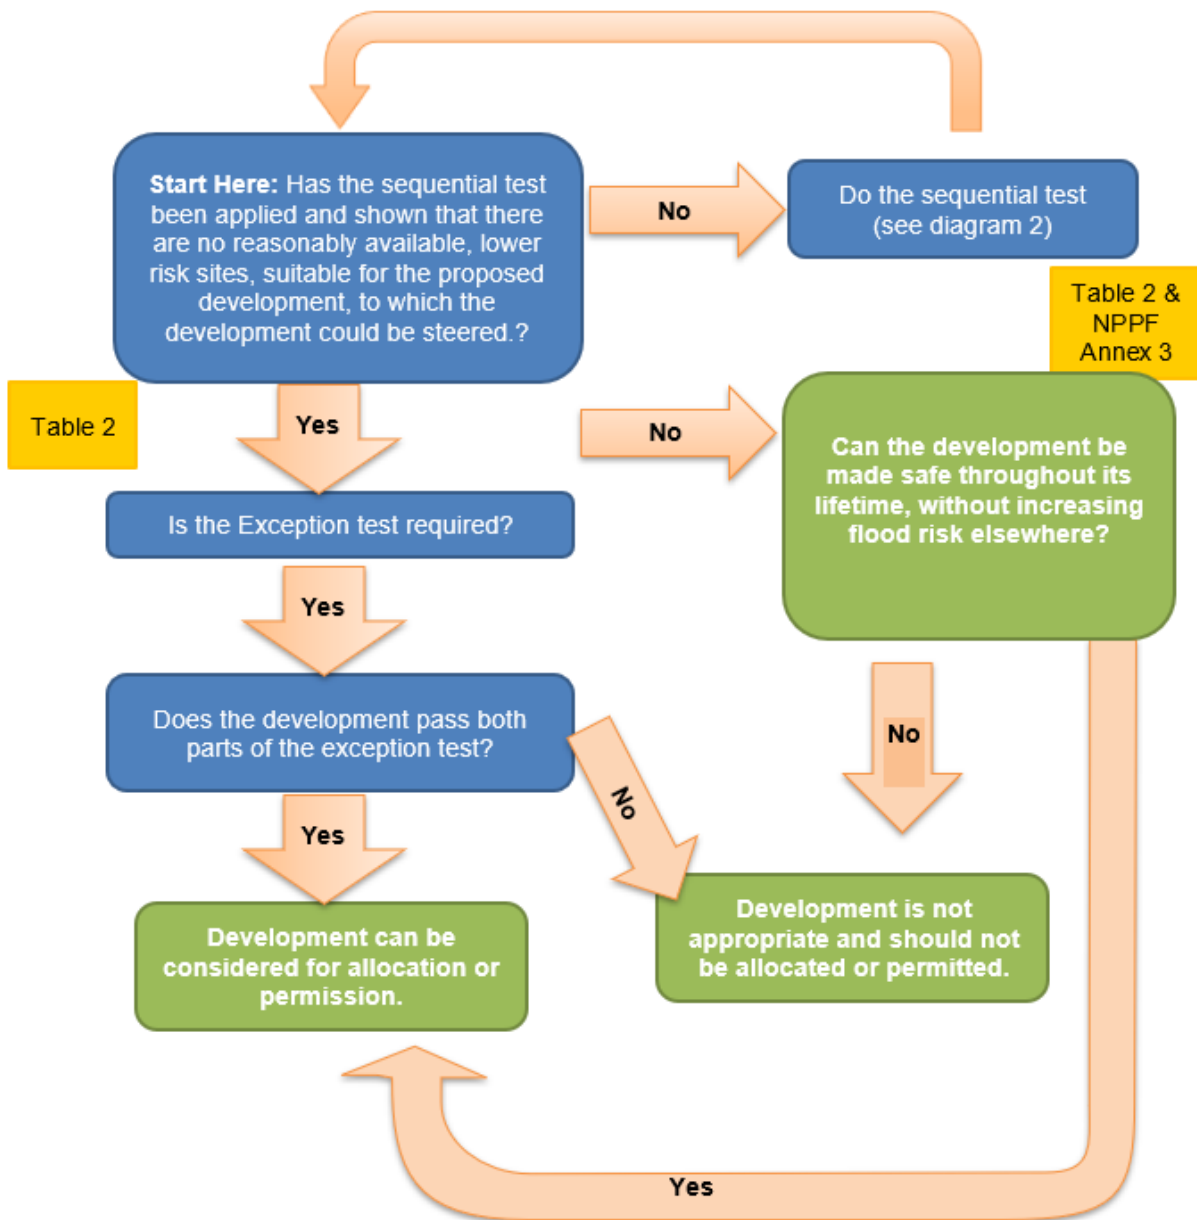 Start Here: Has the sequential test
been applied and shown that there
are no reasonably available, lower
risk sites, suitable for the proposed
development, to which the
development could be steered.?
No
Do the sequential test
(see diagram 2)
Table 2 &
NPPF
Annex 3
Table 2
Yes
No
Can the development be
made safe throughout its
lifetime, without increasing
flood risk elsewhere?
Is the Exception test required?
Yes
Does the development pass both
parts of the exception test?
No
No
Yes
Development can be
considered for allocation or
permission.
Development is not
appropriate and should not
be allocated or permitted.
Yes